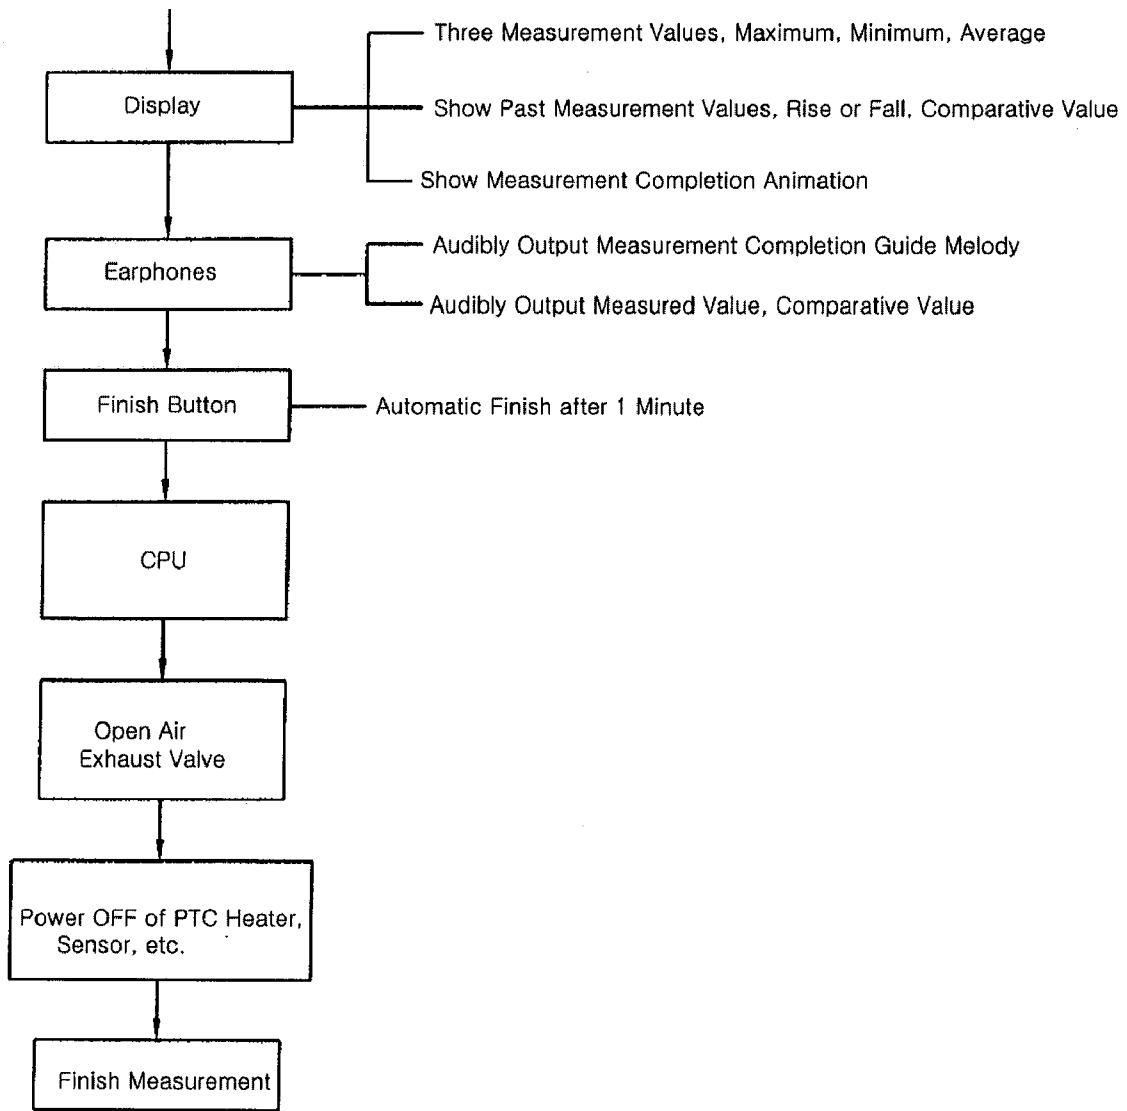 Three Measurement Values, Maximum, Minimum, Average
Display
Show Past Measurement Values, Rise or Fall, Comparative Value
Show Measurement Completion Animation
Audibly Output Measurement Completion Guide Melody
Earphones
Audibly Output Measured Value, Comparative Value
Finish Button
Automatic Finish after 1 Minute
CPU
Open Air
Exhaust Valve
Power OFF of PTC Heater,
Sensor, etc.
Finish Measurement